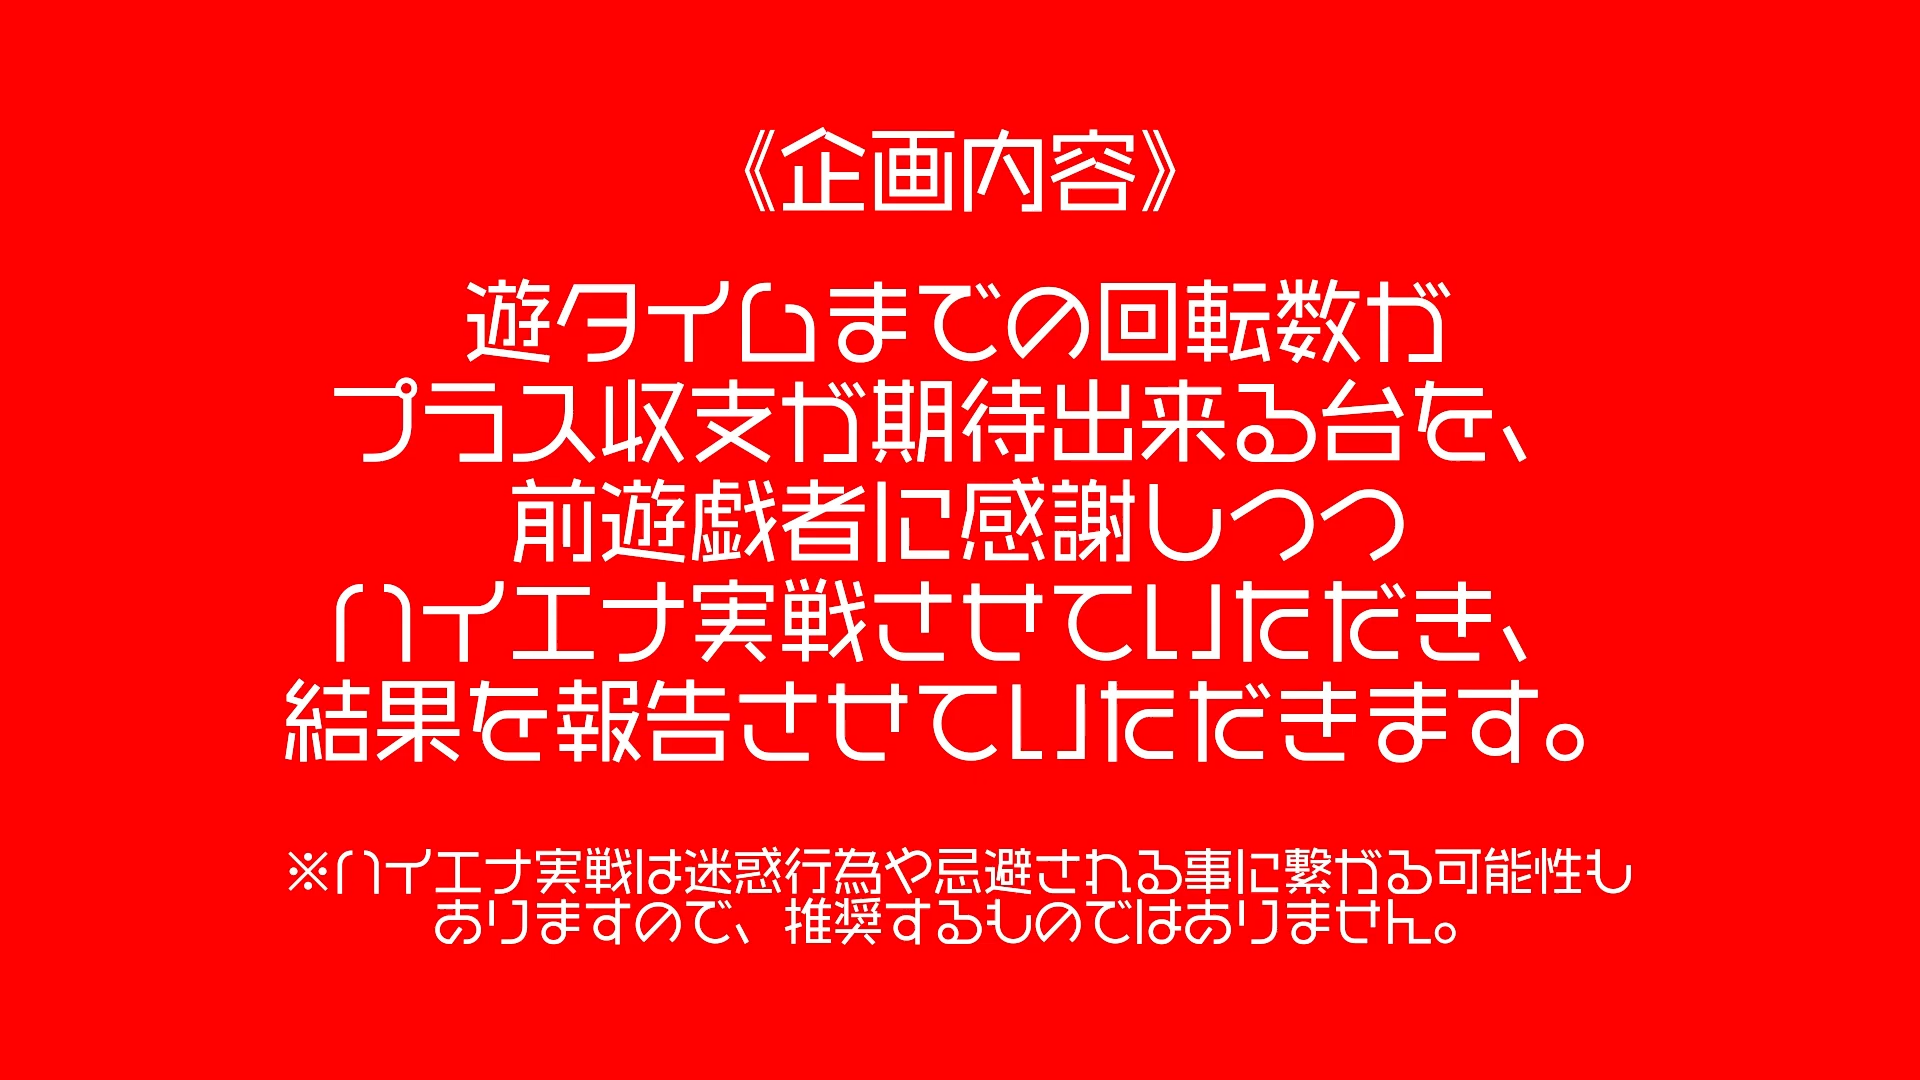 《企画内容》
遊タイムまでの回転数が
プラス収支が期待出来る台を、
前遊戯者に感謝しつつ
ハイエナ実戦させていただき、
結果を報告させていただきます。
※ハイエナ実戦は迷惑行為や忌避される事に繋がる可能性も
ありますので、推奨するものではありません。